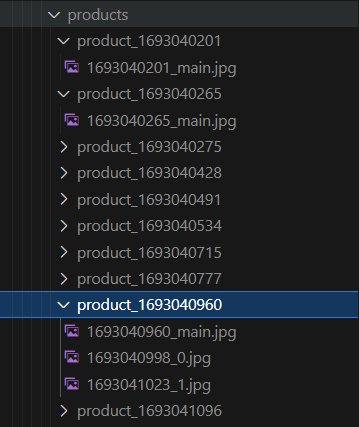 products
product_1693040201
1693040201_main.jpg
product_1693040265
1693040265_main.jpg
product_1693040275
product_1693040428
product_1693040491
product_1693040534
product_1693040715
product_1693040777
product_1693040960
1693040960_main.jpg
1693040998_0.jpg
1693041023_1.jpg
product_1693041096